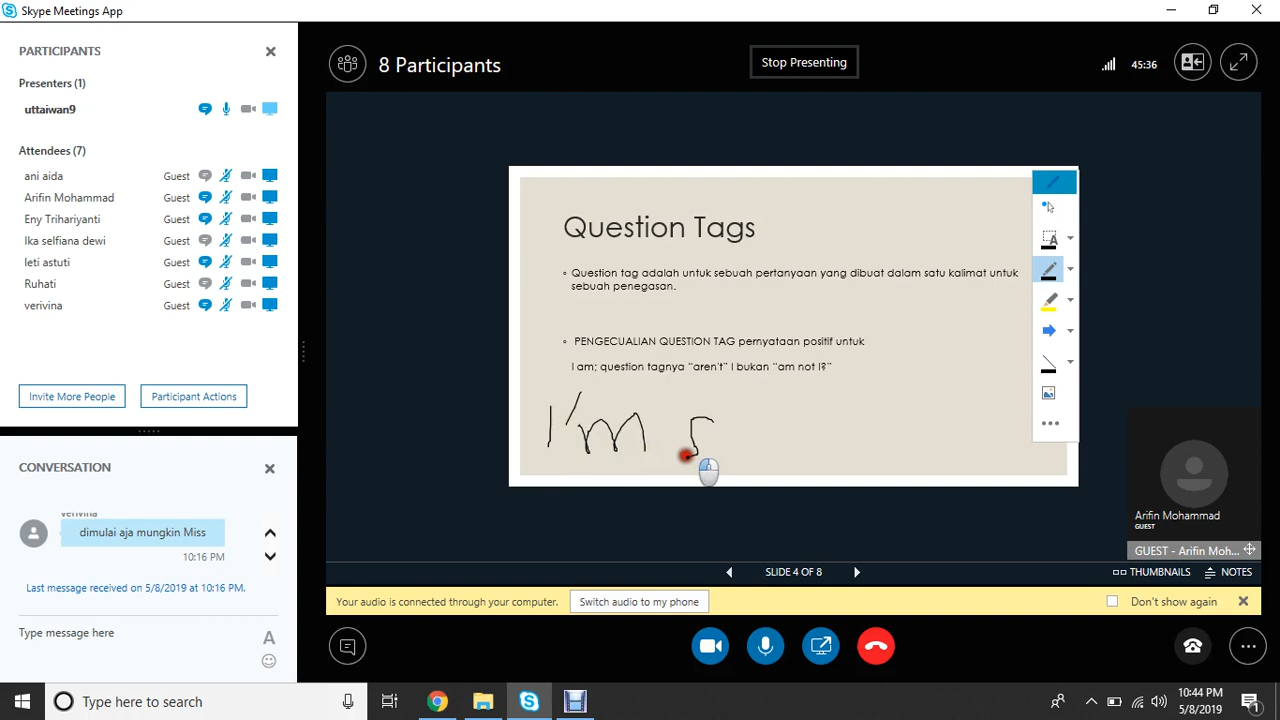 Skype Meetings App
PARTICIPANTS
Presenters (1)
uttaiwan9
Attendees (7)
ani aida Guest
Arifin Mohammad Guest
Eny Trihariyanti Guest
Ika selfiana dewi Guest
leti astuti Guest
Ruhati Guest
verivina Guest
Invite More People Participant Actions
CONVERSATION
verivina
dimulai aja mungkin Miss
10:16 PM
Last message received on 5/8/2019 at 10:16 PM.
Type message here
8 Participants
Stop Presenting
45:36
Question Tags
Question tag adalah untuk sebuah pertanyaan yang dibuat dalam satu kalimat untuk
sebuah penegasan.
PENGECUALIAN QUESTION TAG pernyataan positif untuk
I am; question tagnya "aren't" I bukan "am not I?"
I'm s
Arifin Mohammad
GUEST
GUEST - Arifin Moh...
SLIDE 4 OF 8
THUMBNAILS NOTES
Your audio is connected through your computer. Switch audio to my phone Don't show again
Type here to search
10:44 PM
5/8/2019